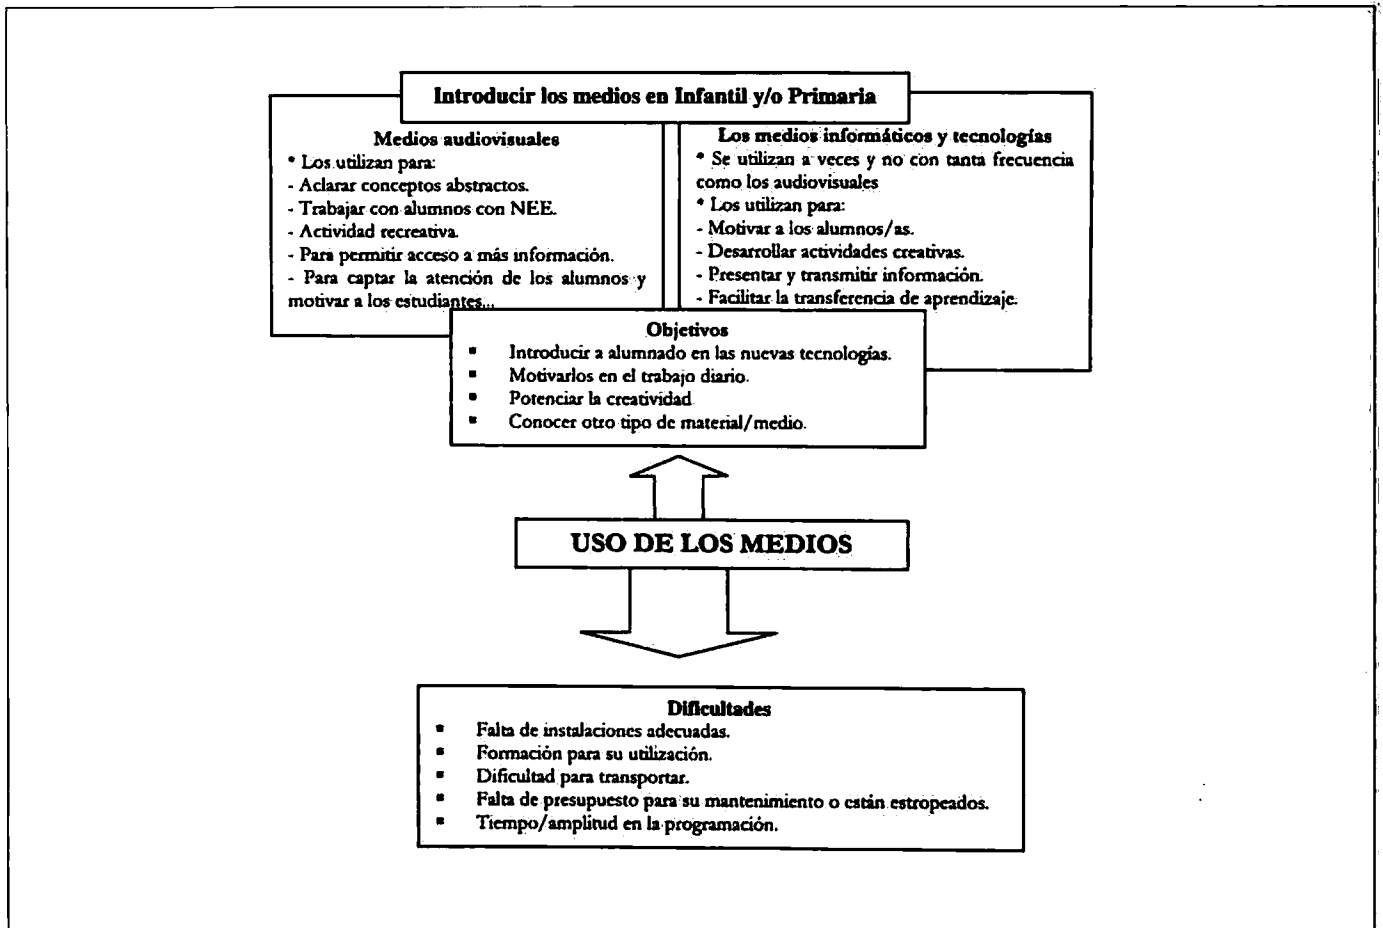 Introducir los medios en Infantil y/o Primaria
Medios audiovisuales
* Los utilizan para:
- Aclarar conceptos abstractos.
- Trabajar con alumnos con NEE.
- Actividad recreativa.
- Para permitir acceso a más información.
- Para captar la atención de los alumnos y
motivar a los estudiantes...
Los medios informáticos y tecnologías
* Se utilizan a veces y no con tanta frecuencia
como los audiovisuales
* Los utilizan para:
- Motivar a los alumnos/as.
- Desarrollar actividades creativas.
- Presentar y transmitir información.
- Facilitar la transferencia de aprendizaje.
Objetivos
▪ Introducir a alumnado en las nuevas tecnologías.
▪ Motivarlos en el trabajo diario.
▪ Potenciar la creatividad
▪ Conocer otro tipo de material/medio.
USO DE LOS MEDIOS
Dificultades
▪ Falta de instalaciones adecuadas.
▪ Formación para su utilización.
▪ Dificultad para transportar.
▪ Falta de presupuesto para su mantenimiento o están estropeados.
▪ Tiempo/amplitud en la programación.